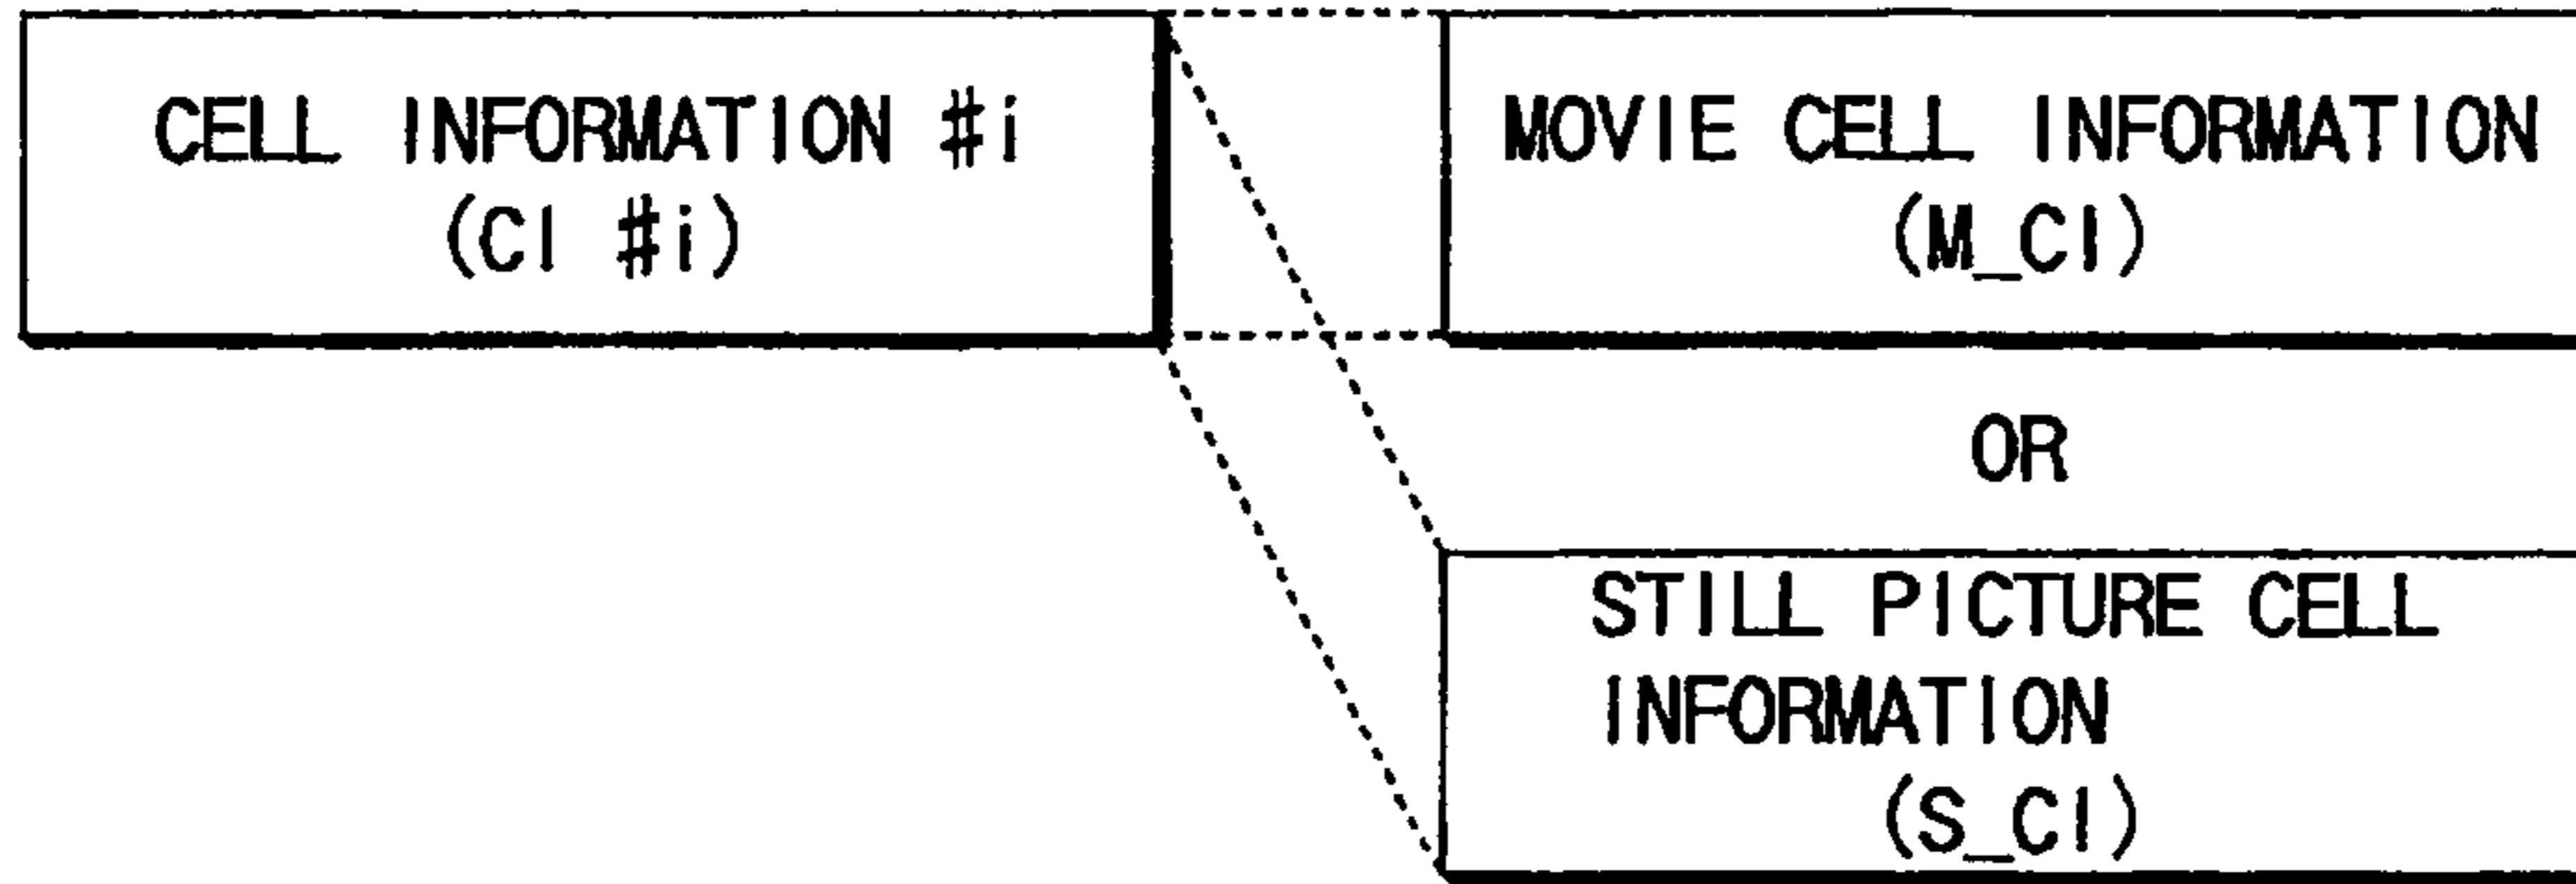 CELL INFORMATION #i
(CI #i)
MOVIE CELL INFORMATION
(M_CI)
OR
STILL PICTURE CELL
INFORMATION
(S_CI)